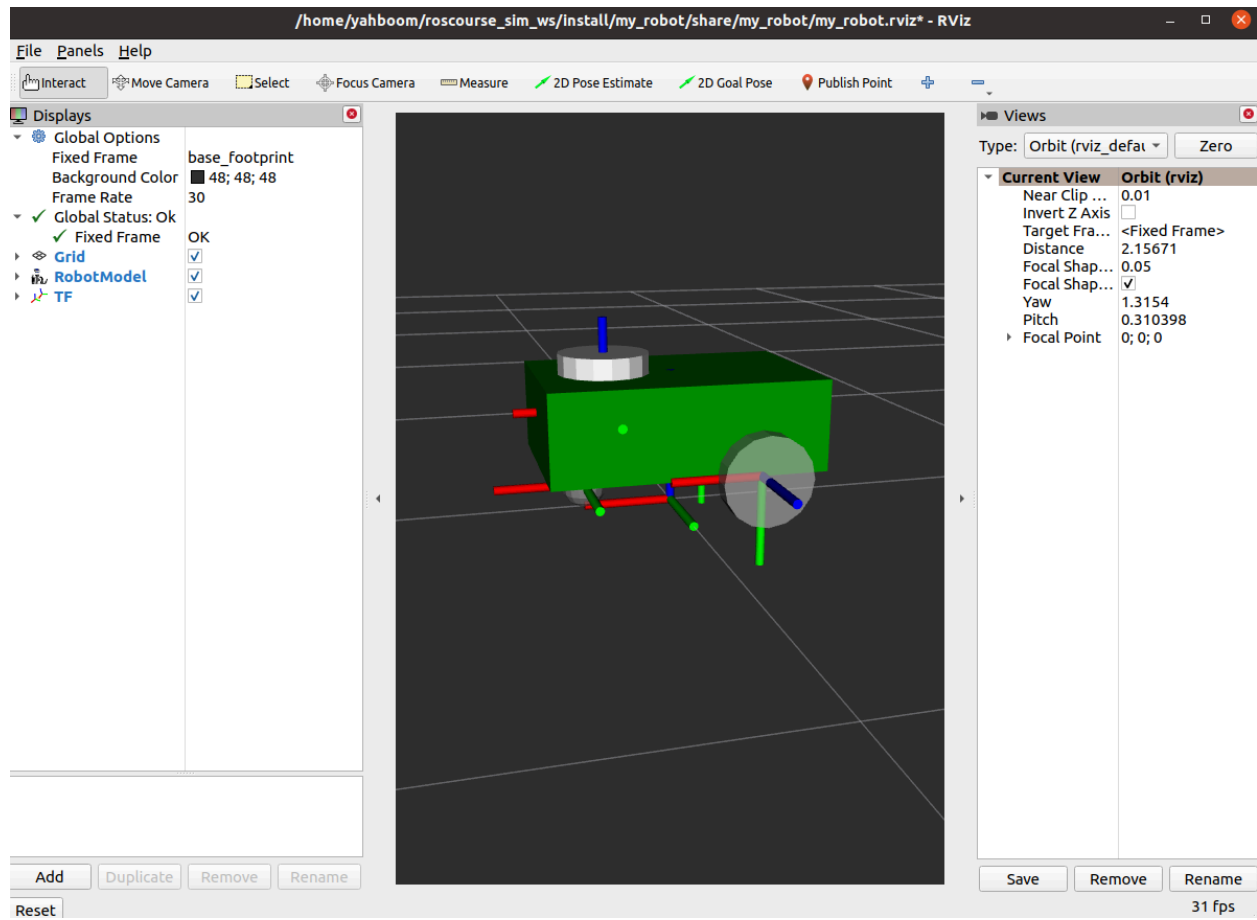 /home/yahboom/roscourse_sim_ws/install/my_robot/share/my_robot/my_robot.rviz* - RViz
File Panels Help
Interact Move Camera Select Focus Camera Measure 2D Pose Estimate 2D Goal Pose Publish Point
Displays
Global Options
Fixed Frame base_footprint
Background Color 48; 48; 48
Frame Rate 30
Global Status: Ok
Fixed Frame OK
Grid
RobotModel
TF
Add Duplicate Remove Rename
Reset
Views
Type: Orbit (rviz_defau Zero
Current View Orbit (rviz)
Near Clip ... 0.01
Invert Z Axis
Target Fra... <Fixed Frame>
Distance 2.15671
Focal Shap... 0.05
Focal Shap...
Yaw 1.3154
Pitch 0.310398
Focal Point 0; 0; 0
Save Remove Rename
31 fps